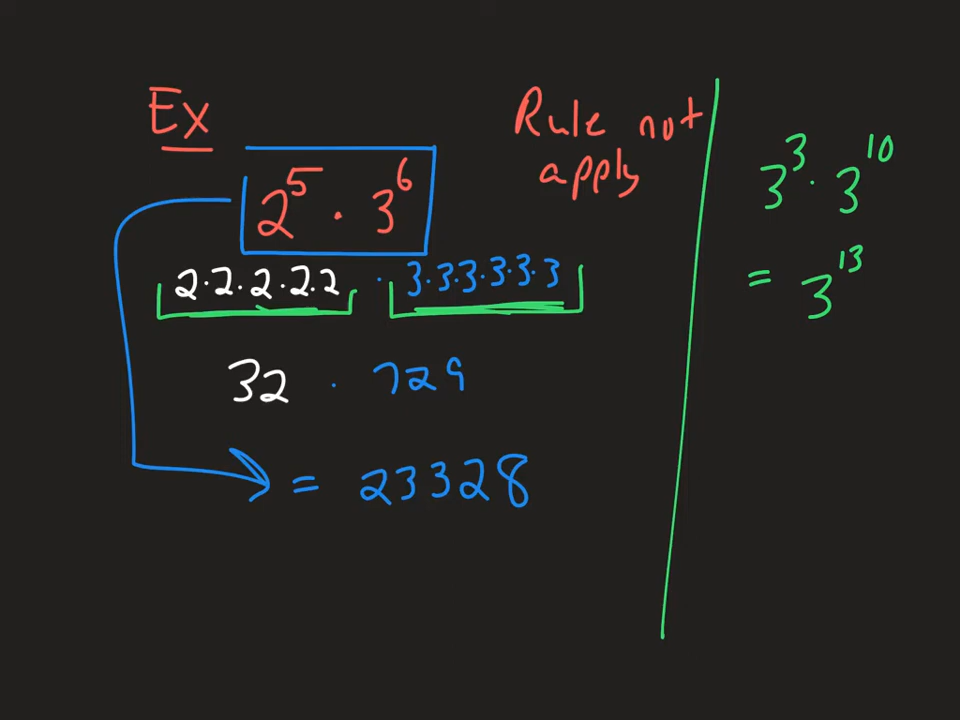 Ex
Rule not
apply
2⁵ · 3⁶
2·2·2·2·2 · 3·3·3·3·3·3
32 · 729
= 23328
3³ · 3¹⁰
= 3¹³